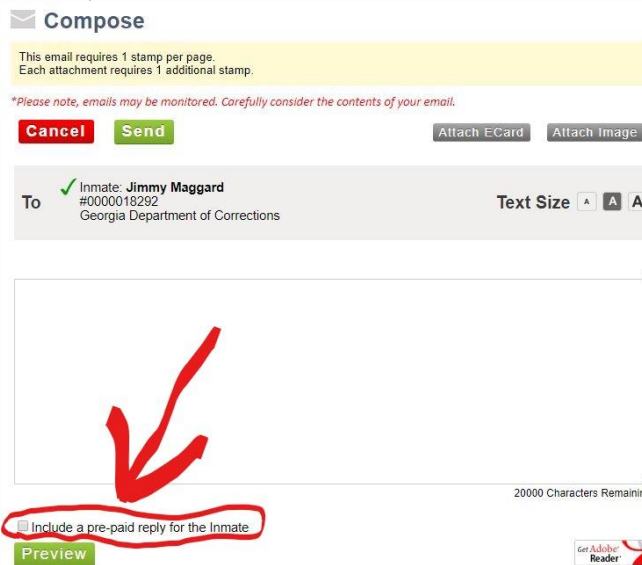 Compose
This email requires 1 stamp per page.
Each attachment requires 1 additional stamp.
*Please note, emails may be monitored. Carefully consider the contents of your email.
Cancel Send Attach ECard Attach Image
To Inmate: Jimmy Maggard Text Size A A A
#0000018292
Georgia Department of Corrections
20000 Characters Remainin
Include a pre-paid reply for the Inmate
Preview
Get Adobe
Reader